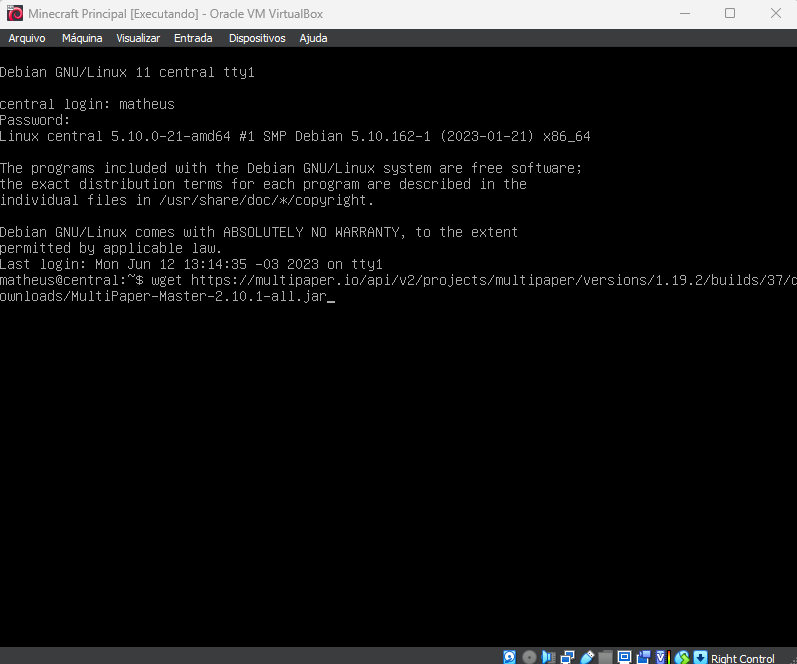 Minecraft Principal [Executando] - Oracle VM VirtualBox
Arquivo Máquina Visualizar Entrada Dispositivos Ajuda
Debian GNU/Linux 11 central tty1
central login: matheus
Password:
Linux central 5.10.0-21-amd64 #1 SMP Debian 5.10.162-1 (2023-01-21) x86_64
The programs included with the Debian GNU/Linux system are free software;
the exact distribution terms for each program are described in the
individual files in /usr/share/doc/*/copyright.
Debian GNU/Linux comes with ABSOLUTELY NO WARRANTY, to the extent
permitted by applicable law.
Last login: Mon Jun 12 13:14:35 -03 2023 on tty1
matheus@central:~$ wget https://multipaper.io/api/v2/projects/multipaper/versions/1.19.2/builds/37/d
ownloads/MultiPaper-Master-2.10.1-all.jar_
Right Control